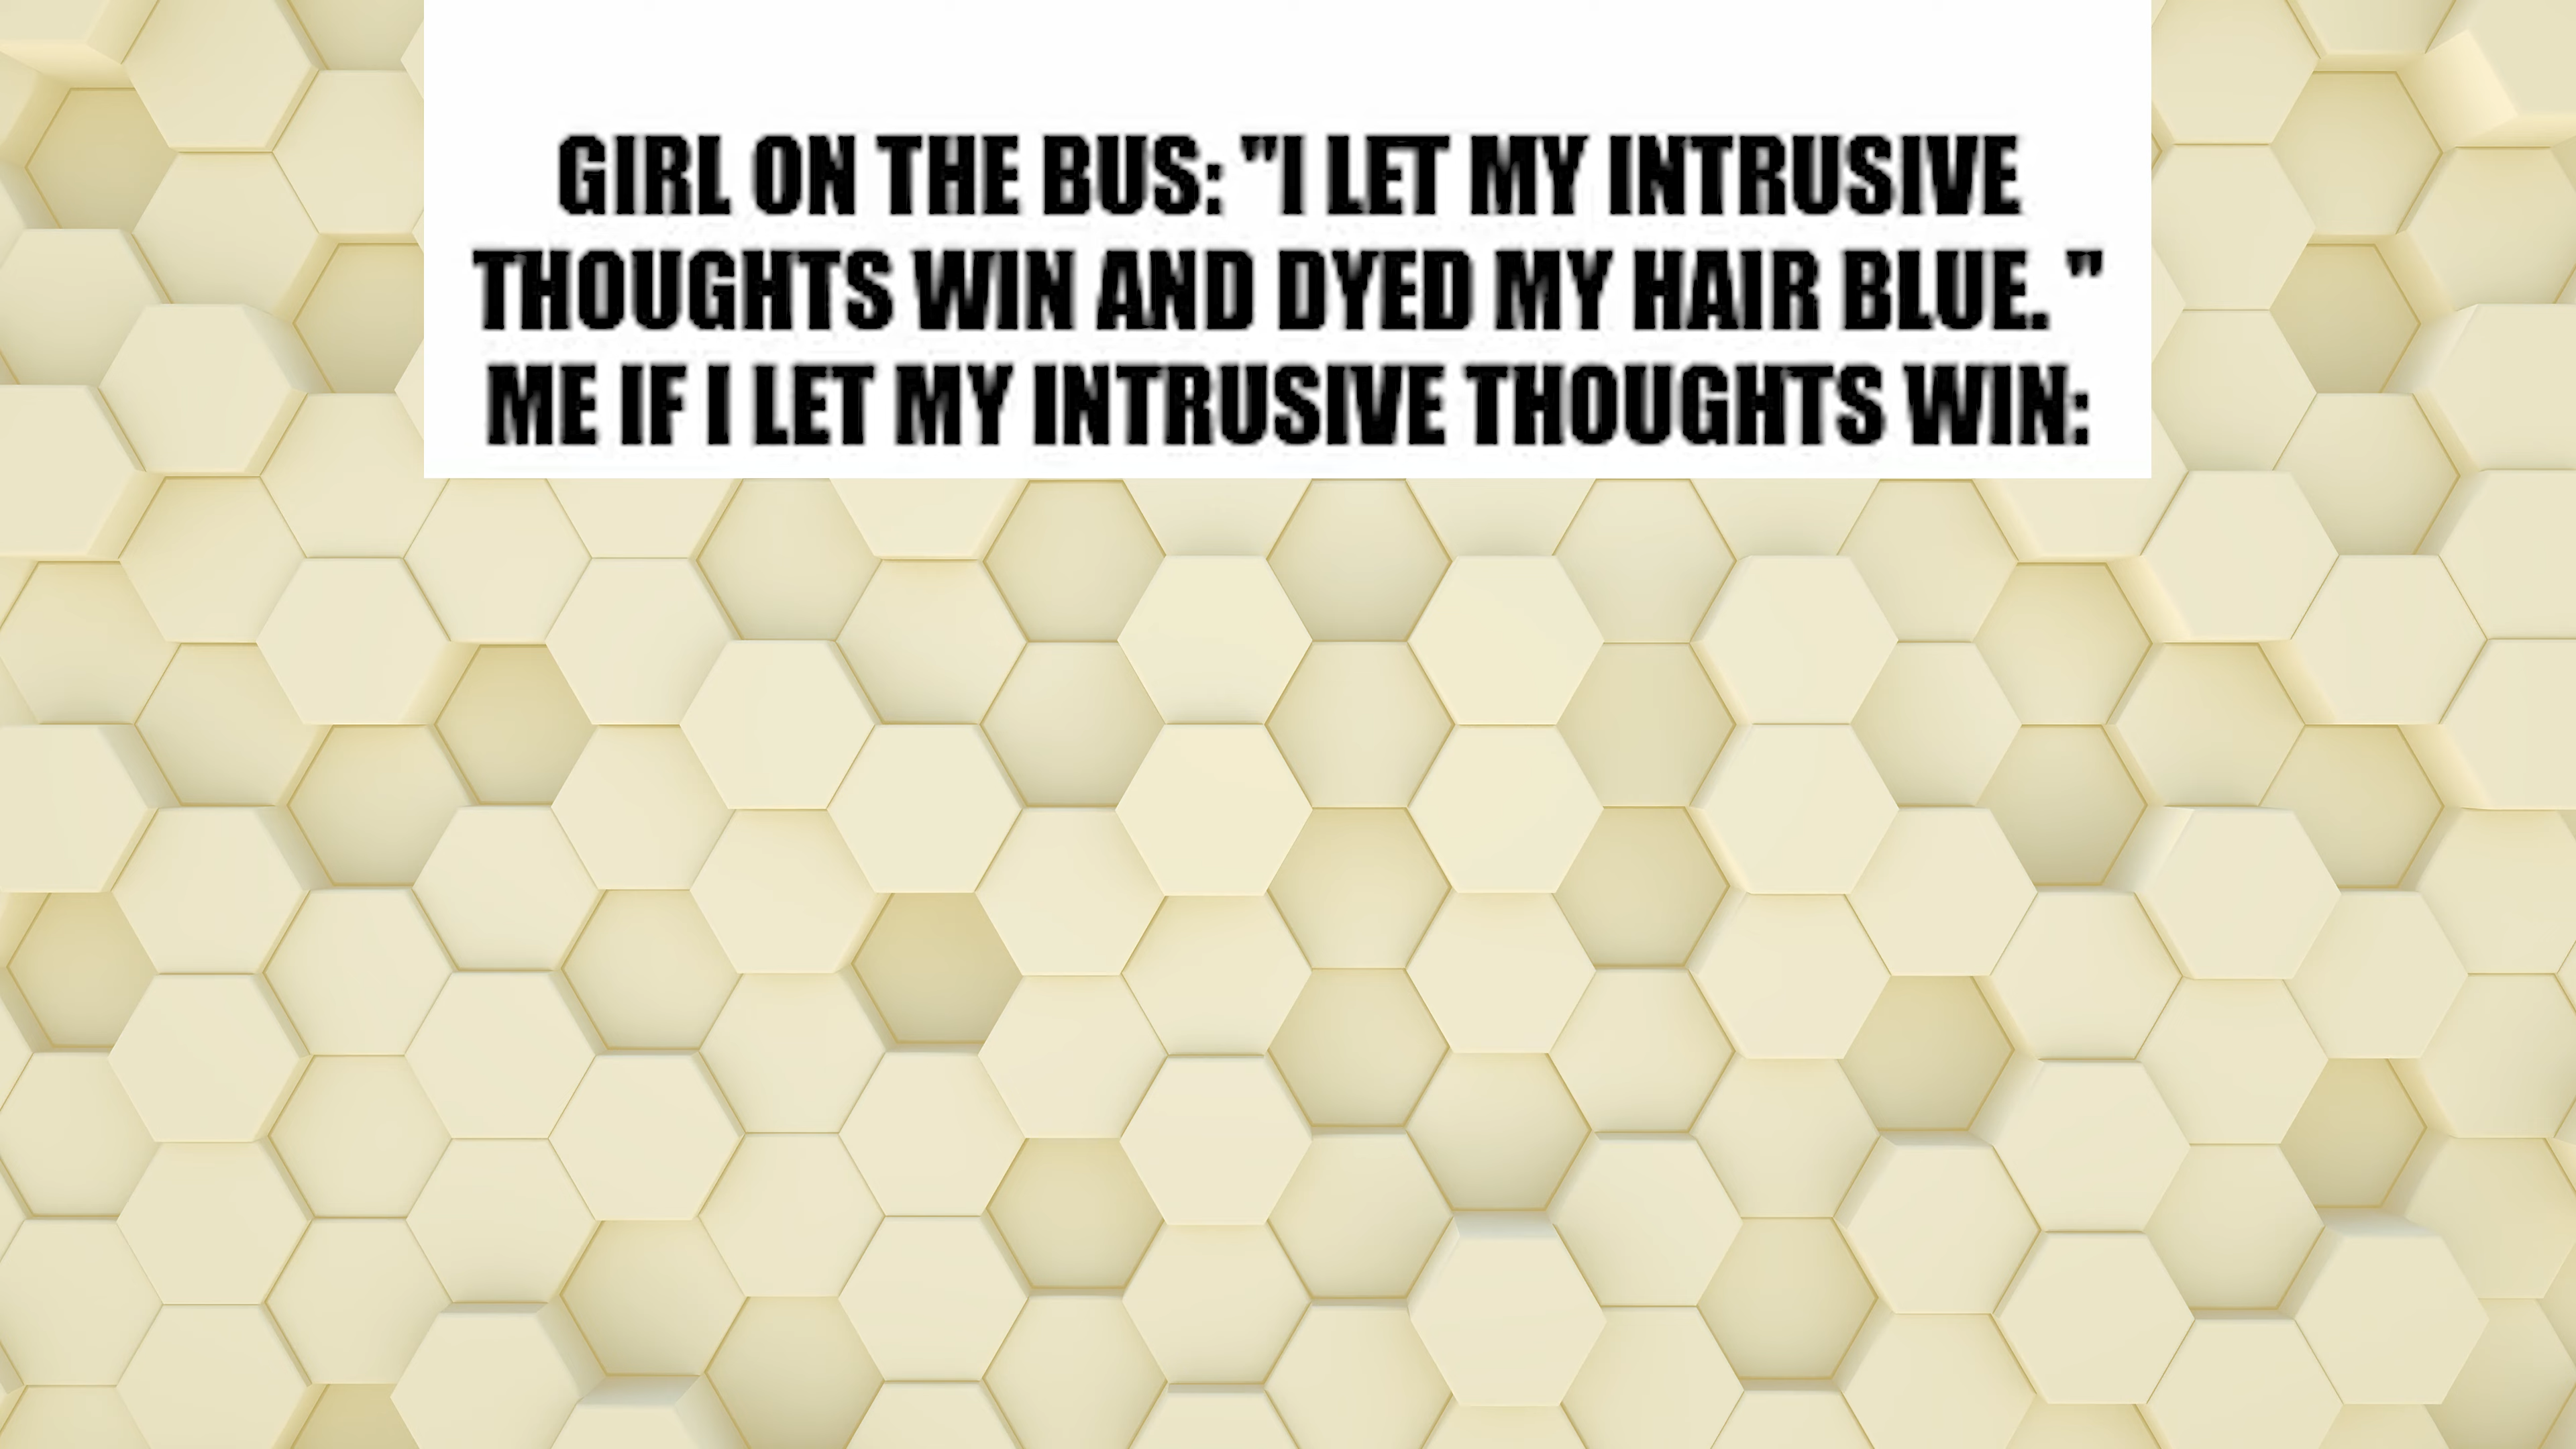 GIRL ON THE BUS: "I LET MY INTRUSIVE
THOUGHTS WIN AND DYED MY HAIR BLUE. "
ME IF I LET MY INTRUSIVE THOUGHTS WIN: